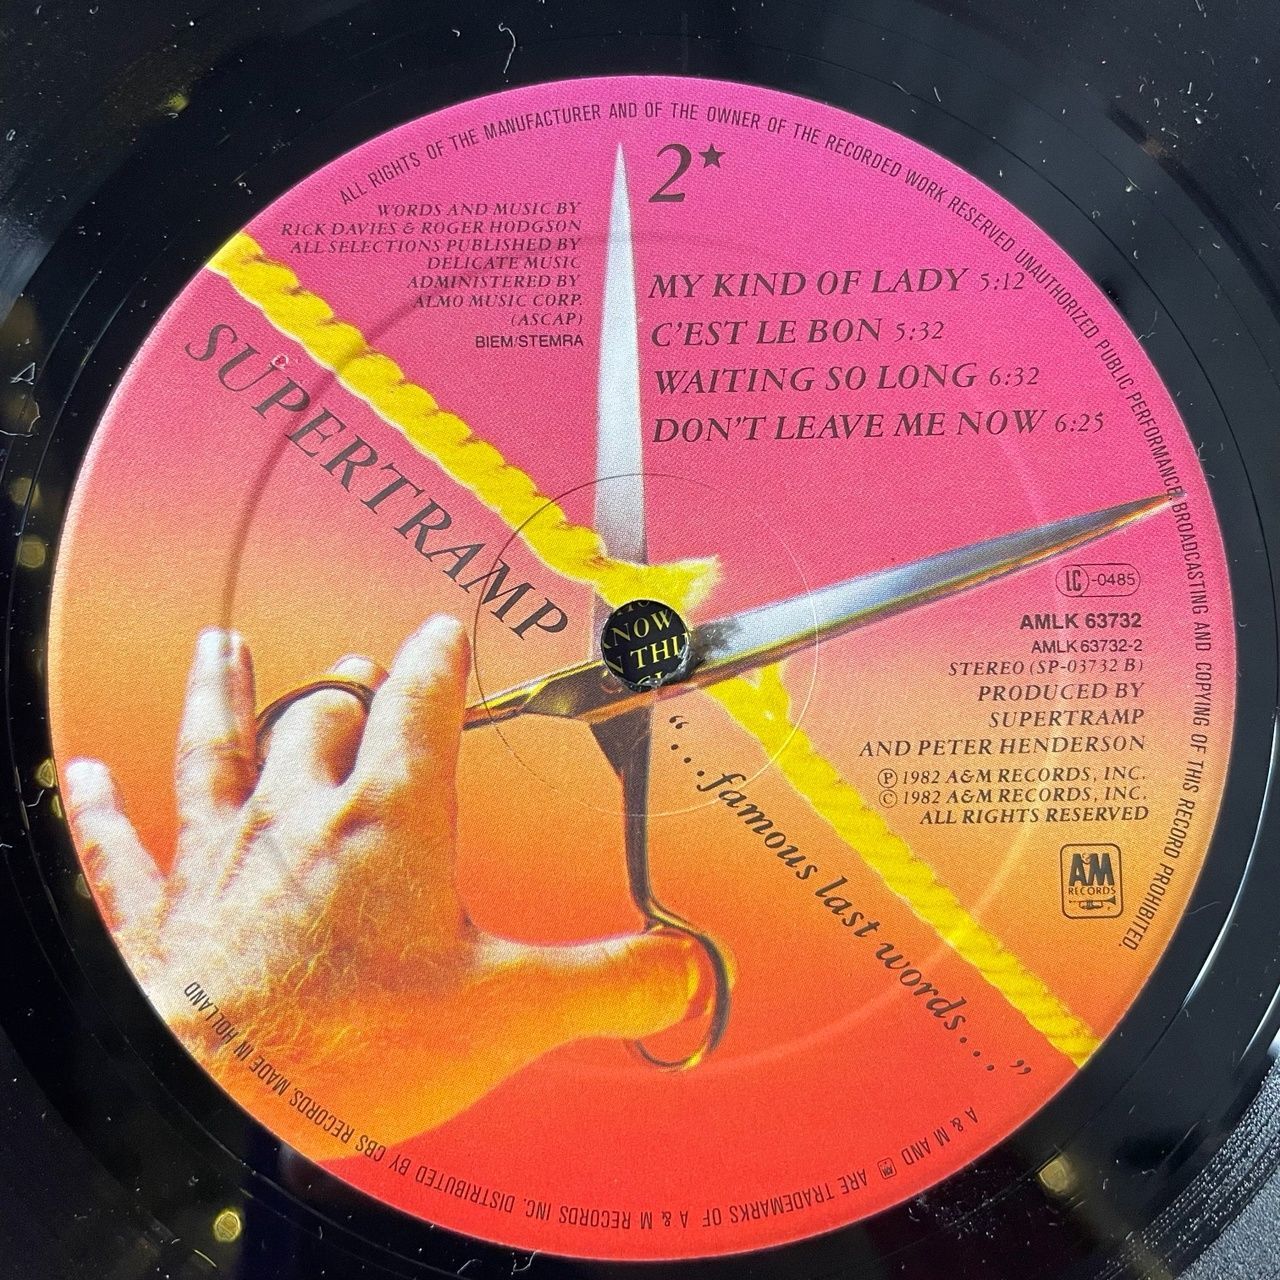 ALL RIGHTS OF THE MANUFACTURER AND OF THE OWNER OF THE RECORDED WORK RESERVED UNAUTHORIZED PUBLIC PERFORMANCE, BROADCASTING AND COPYING OF THIS RECORD PROHIBITED.
2★
WORDS AND MUSIC BY
RICK DAVIES & ROGER HODGSON
ALL SELECTIONS PUBLISHED BY
DELICATE MUSIC
ADMINISTERED BY
ALMO MUSIC CORP.
(ASCAP)
BIEM/STEMRA
MY KIND OF LADY 5:12
C'EST LE BON 5:32
WAITING SO LONG 6:32
DON'T LEAVE ME NOW 6:25
SUPERTRAMP
NOW
THI
"...famous last words..."
LC-0485
AMLK 63732
AMLK 63732-2
STEREO (SP-03732 B)
PRODUCED BY
SUPERTRAMP
AND PETER HENDERSON
Ⓟ 1982 A&M RECORDS, INC.
© 1982 A&M RECORDS, INC.
ALL RIGHTS RESERVED
A&M
RECORDS
A & M AND A&M ARE TRADEMARKS OF A & M RECORDS INC. DISTRIBUTED BY CBS RECORDS. MADE IN HOLLAND